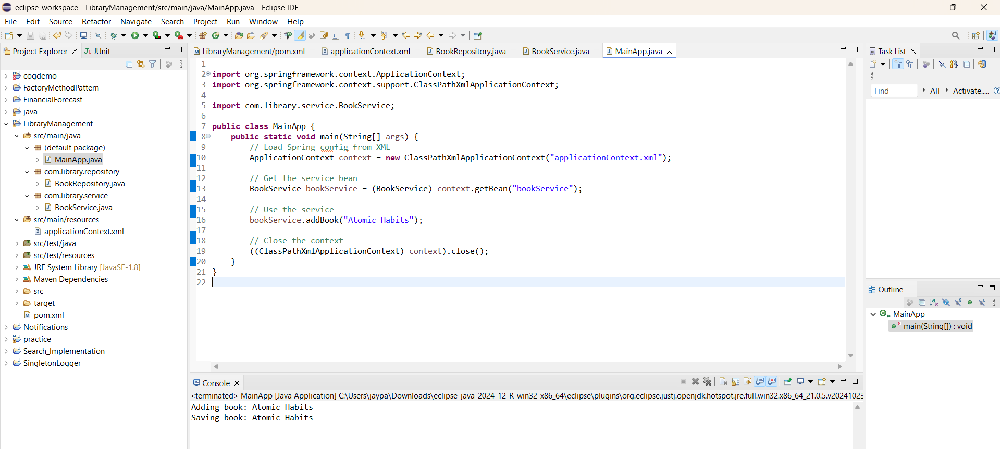 eclipse-workspace - LibraryManagement/src/main/java/MainApp.java - Eclipse IDE
File Edit Source Refactor Navigate Search Project Run Window Help
Project Explorer JUnit
cogdemo
FactoryMethodPattern
FinancialForecast
java
LibraryManagement
src/main/java
(default package)
MainApp.java
com.library.repository
BookRepository.java
com.library.service
BookService.java
src/main/resources
applicationContext.xml
src/test/java
src/test/resources
JRE System Library [JavaSE-1.8]
Maven Dependencies
src
target
pom.xml
Notifications
practice
Search_Implementation
SingletonLogger
LibraryManagement/pom.xml applicationContext.xml BookRepository.java BookService.java MainApp.java
1
2 import org.springframework.context.ApplicationContext;
3 import org.springframework.context.support.ClassPathXmlApplicationContext;
4
5 import com.library.service.BookService;
6
7 public class MainApp {
8     public static void main(String[] args) {
9         // Load Spring config from XML
10         ApplicationContext context = new ClassPathXmlApplicationContext("applicationContext.xml");
11
12         // Get the service bean
13         BookService bookService = (BookService) context.getBean("bookService");
14
15         // Use the service
16         bookService.addBook("Atomic Habits");
17
18         // Close the context
19         ((ClassPathXmlApplicationContext) context).close();
20     }
21 }
22
Console
<terminated> MainApp [Java Application] C:\Users\jaypa\Downloads\eclipse-java-2024-12-R-win32-x86_64\eclipse\plugins\org.eclipse.justj.openjdk.hotspot.jre.full.win32.x86_64_21.0.5.v20241023
Adding book: Atomic Habits
Saving book: Atomic Habits
Task List
Find All Activate.....
Outline
MainApp
main(String[]) : void